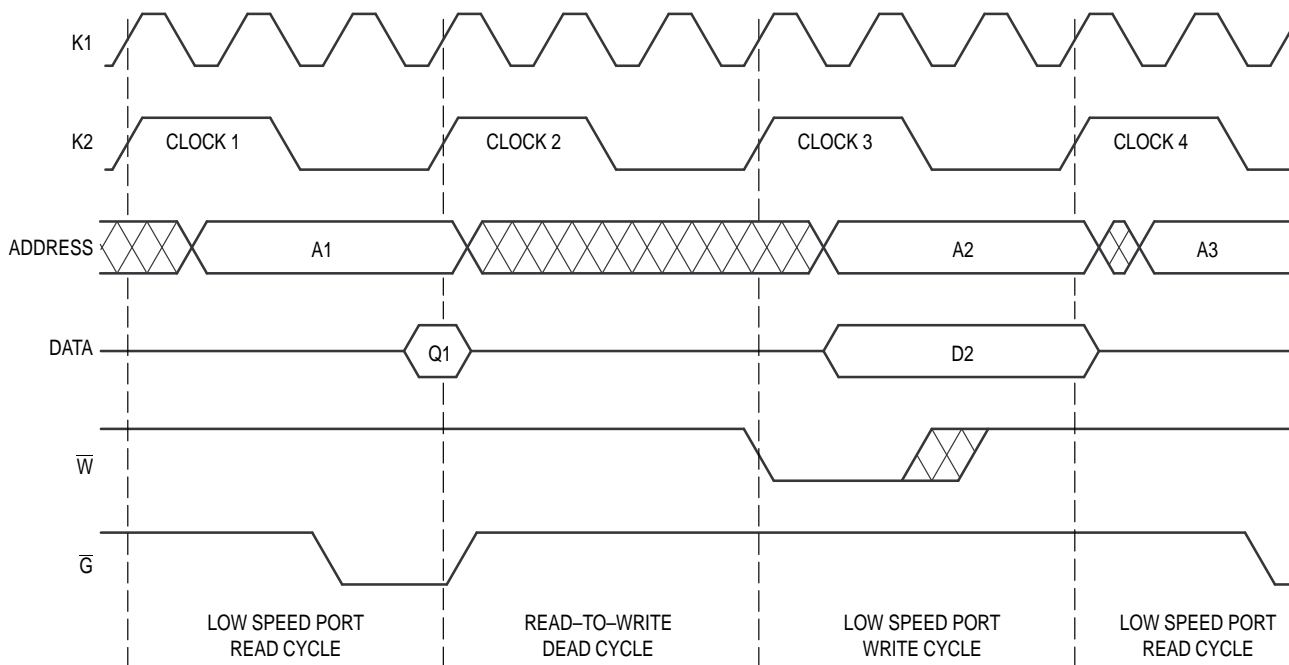 K1
K2
CLOCK 1
CLOCK 2
CLOCK 3
CLOCK 4
ADDRESS
A1
A2
A3
DATA
Q1
D2
W
G
LOW SPEED PORT
READ CYCLE
READ–TO–WRITE
DEAD CYCLE
LOW SPEED PORT
WRITE CYCLE
LOW SPEED PORT
READ CYCLE